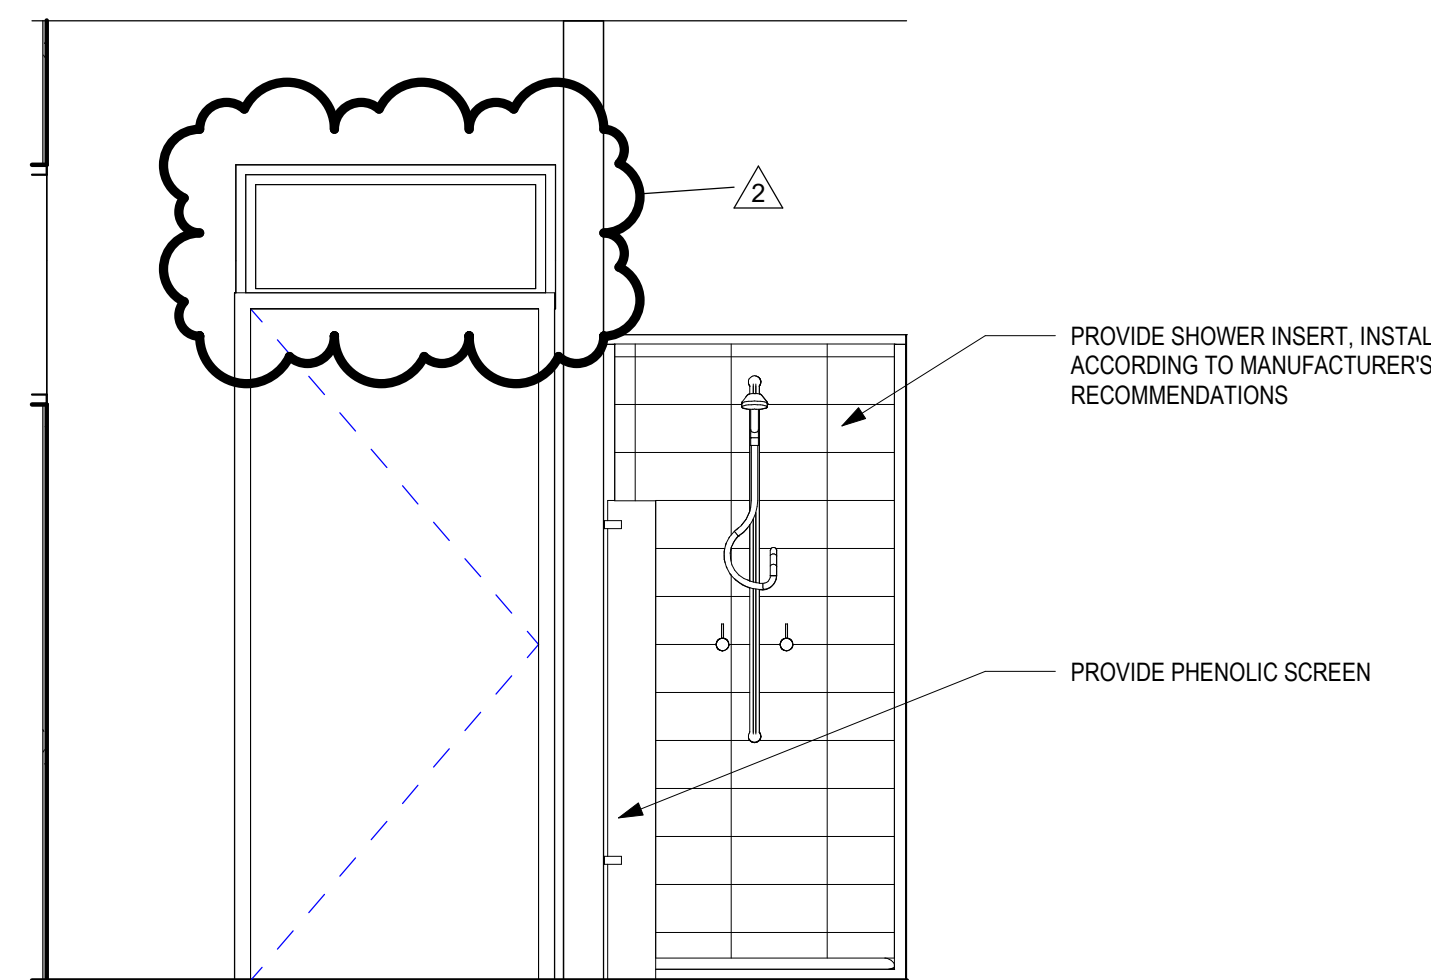 2
PROVIDE SHOWER INSERT, INSTAL
ACCORDING TO MANUFACTURER'S
RECOMMENDATIONS
PROVIDE PHENOLIC SCREEN